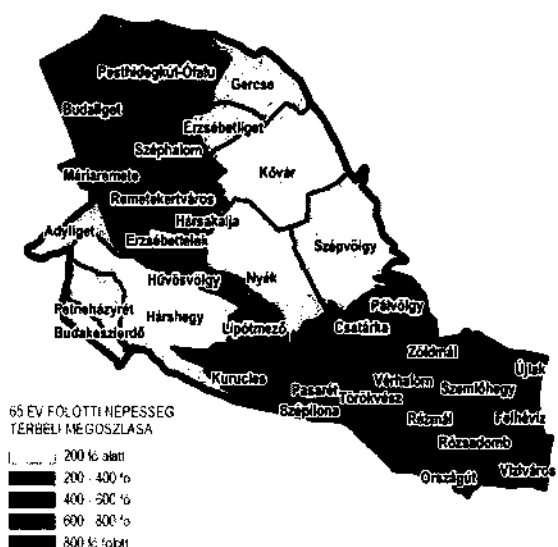 Pesthidegkút-Ófalu
Gercse
Budaliget
Erzsébetliget
Széphalom
Kővár
Máriaremete
Remetekertváros
Hársakalja
Adyliget
Erzsébettelek
Szépvölgy
Hűvösvölgy
Nyék
Petneházyrét
Hárshegy
Pálvölgy
Budakeszierdő
Lipótmező
Csatárka
Zöldmál
Újlak
Kurucles
Vérhalom
Pasarét
Törökvész
Szemlőhegy
Szépilona
Rézmál
Felhévíz
Rózsadomb
Országút
Víziváros
65 ÉV FÖLÖTTI NÉPESSÉG
TÉRBELI MEGOSZLÁSA
200 fő alatt
200 - 400 fő
400 - 600 fő
600 - 800 fő
800 fő fölött